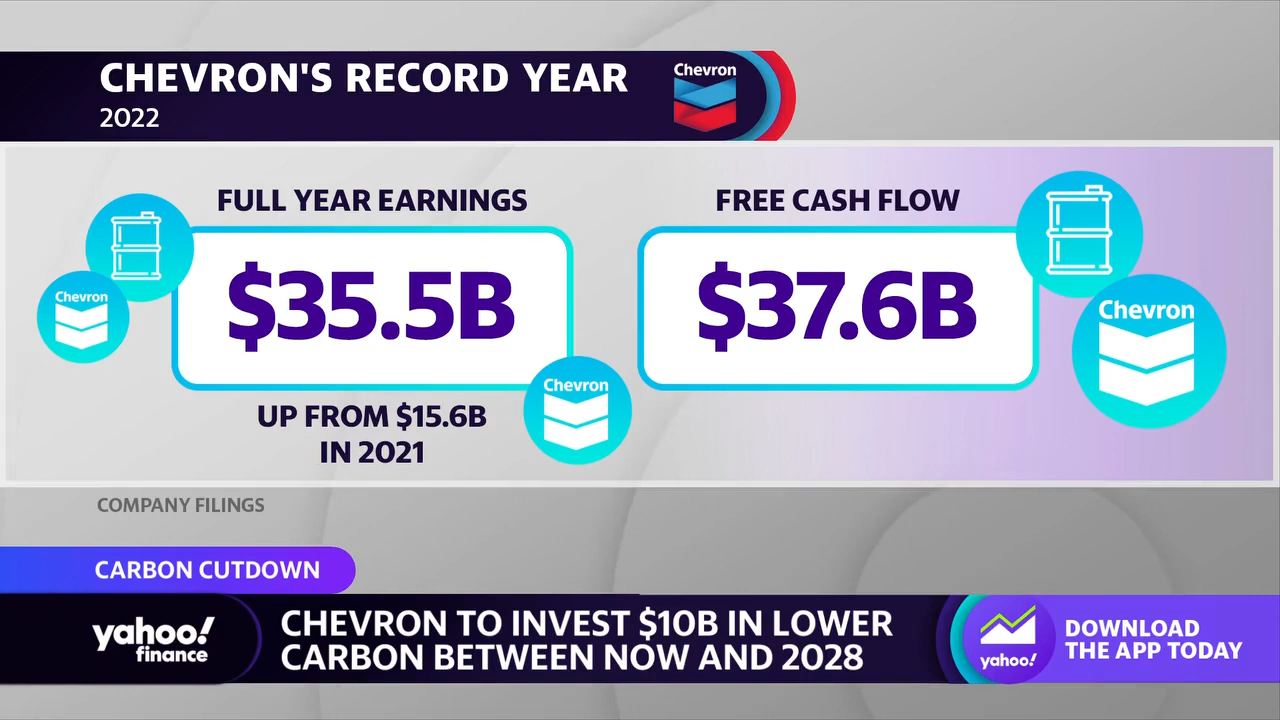 CHEVRON'S RECORD YEAR
2022
Chevron
FULL YEAR EARNINGS
$35.5B
UP FROM $15.6B
IN 2021
FREE CASH FLOW
$37.6B
Chevron
Chevron
Chevron
COMPANY FILINGS
CARBON CUTDOWN
yahoo!
finance
CHEVRON TO INVEST $10B IN LOWER
CARBON BETWEEN NOW AND 2028
yahoo!
DOWNLOAD
THE APP TODAY